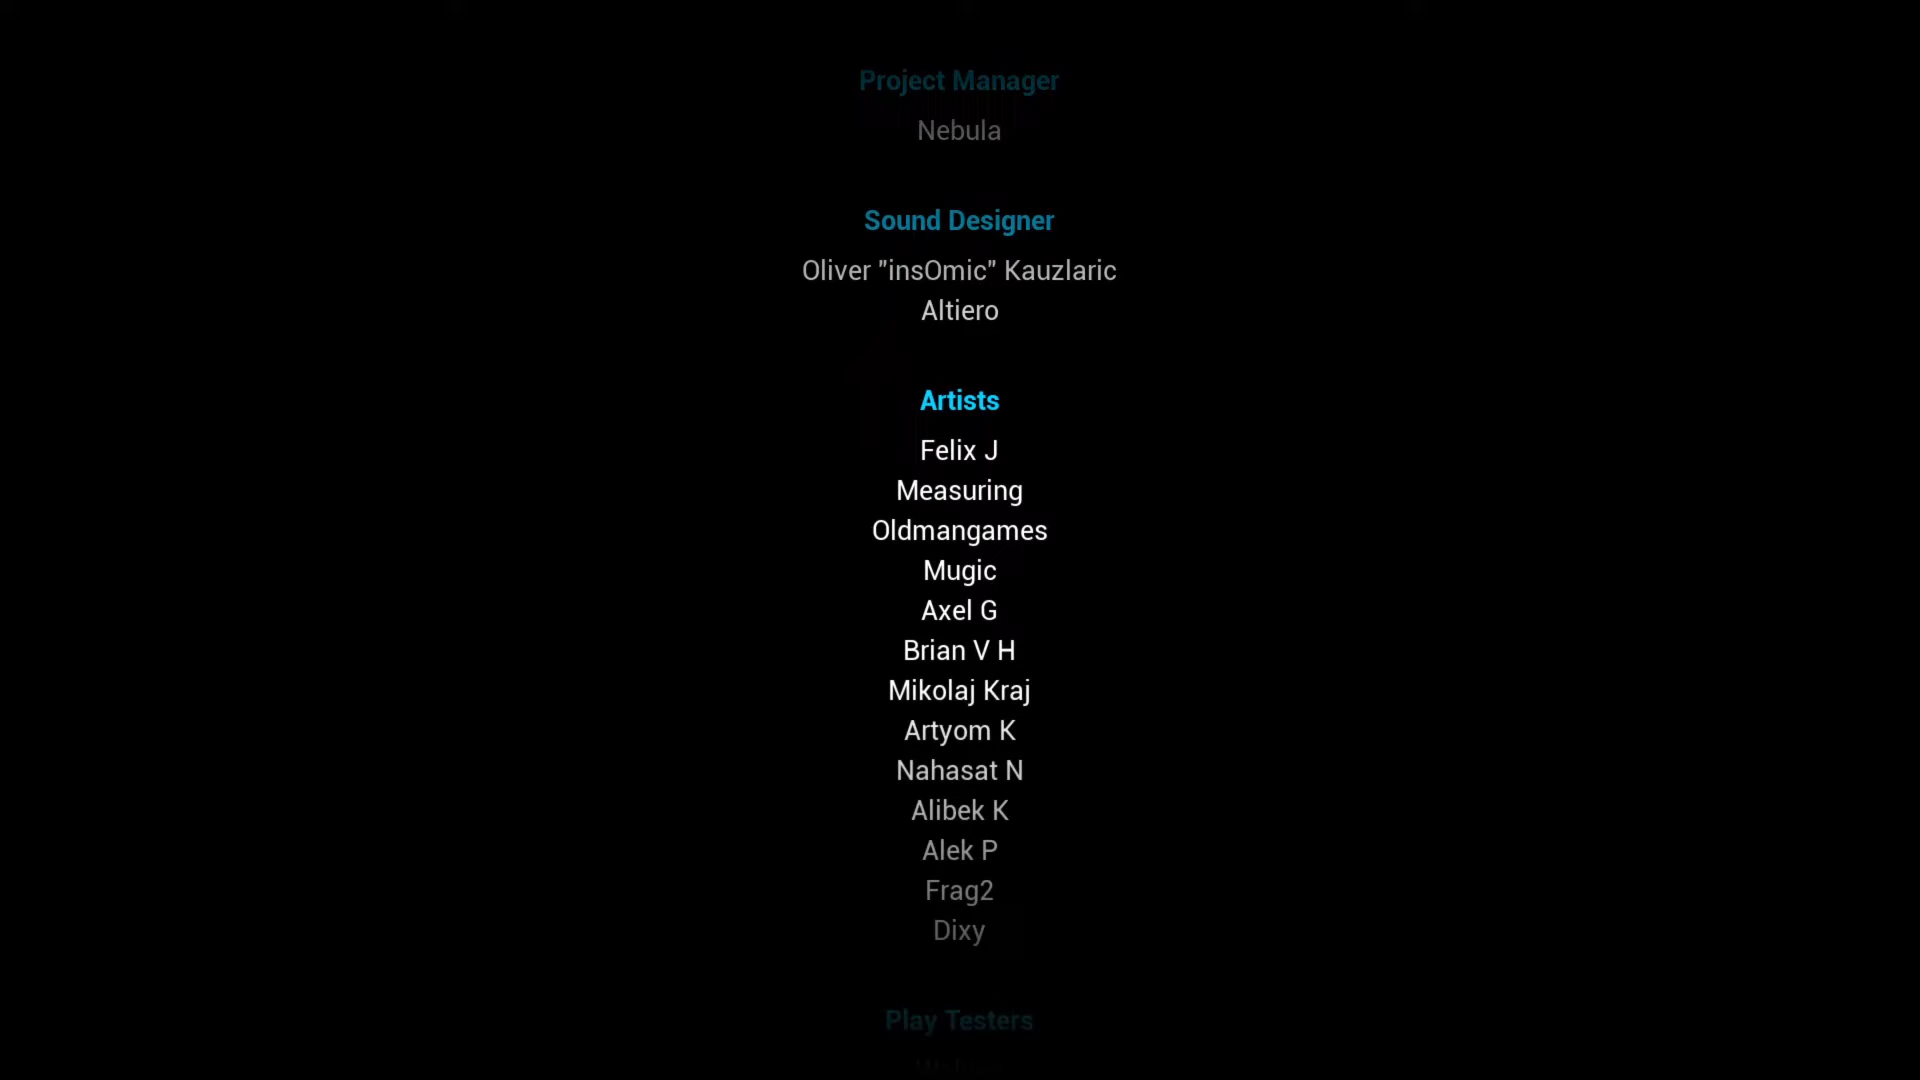 Project Manager
Nebula
Sound Designer
Oliver "insOmic" Kauzlaric
Altiero
Artists
Felix J
Measuring
Oldmangames
Mugic
Axel G
Brian V H
Mikolaj Kraj
Artyom K
Nahasat N
Alibek K
Alek P
Frag2
Dixy
Play Testers